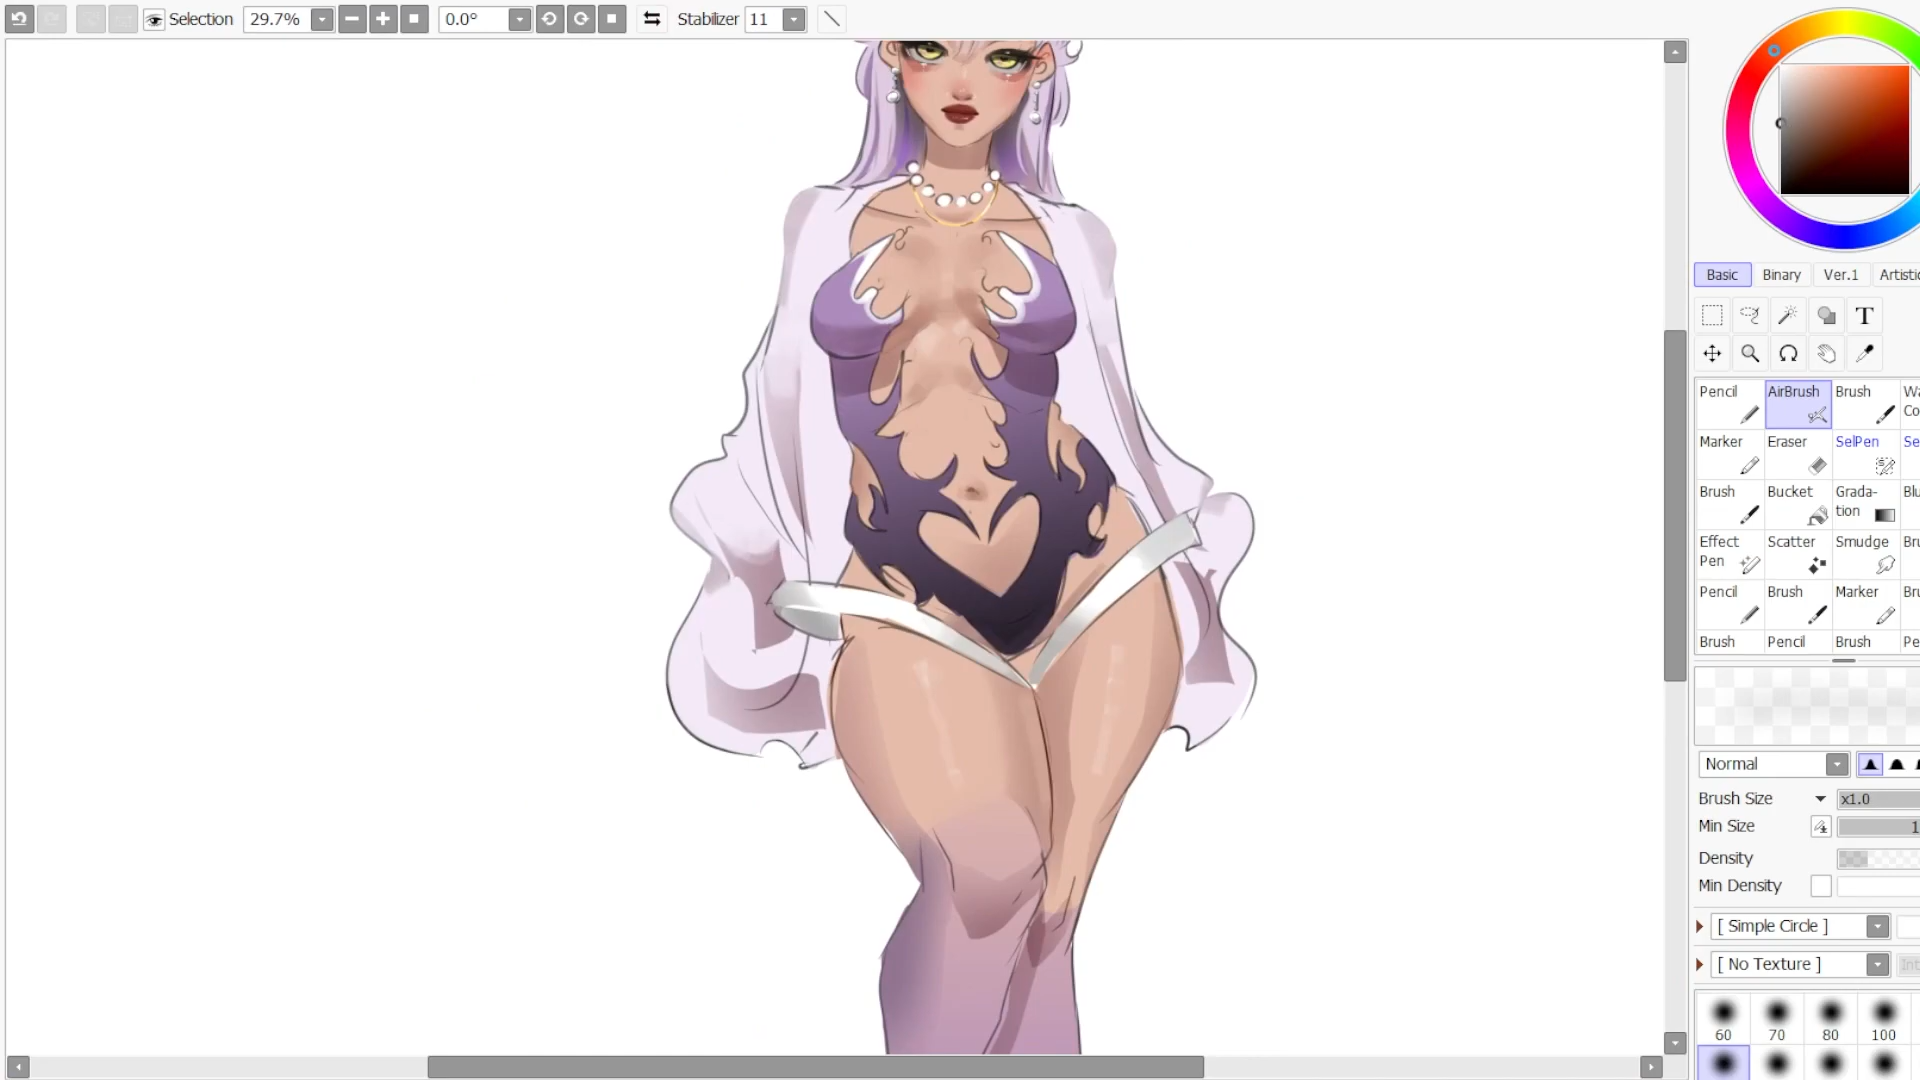 Selection 29.7% 0.0° Stabilizer 11
Basic Binary Ver.1 Artistic
T
Pencil AirBrush Brush
Marker Eraser SelPen
Brush Bucket Grada-
tion
Effect Scatter Smudge
Pen
Pencil Brush Marker
Brush Pencil Brush
Normal
Brush Size x1.0
Min Size
Density
Min Density
[ Simple Circle ]
[ No Texture ]
60 70 80 100